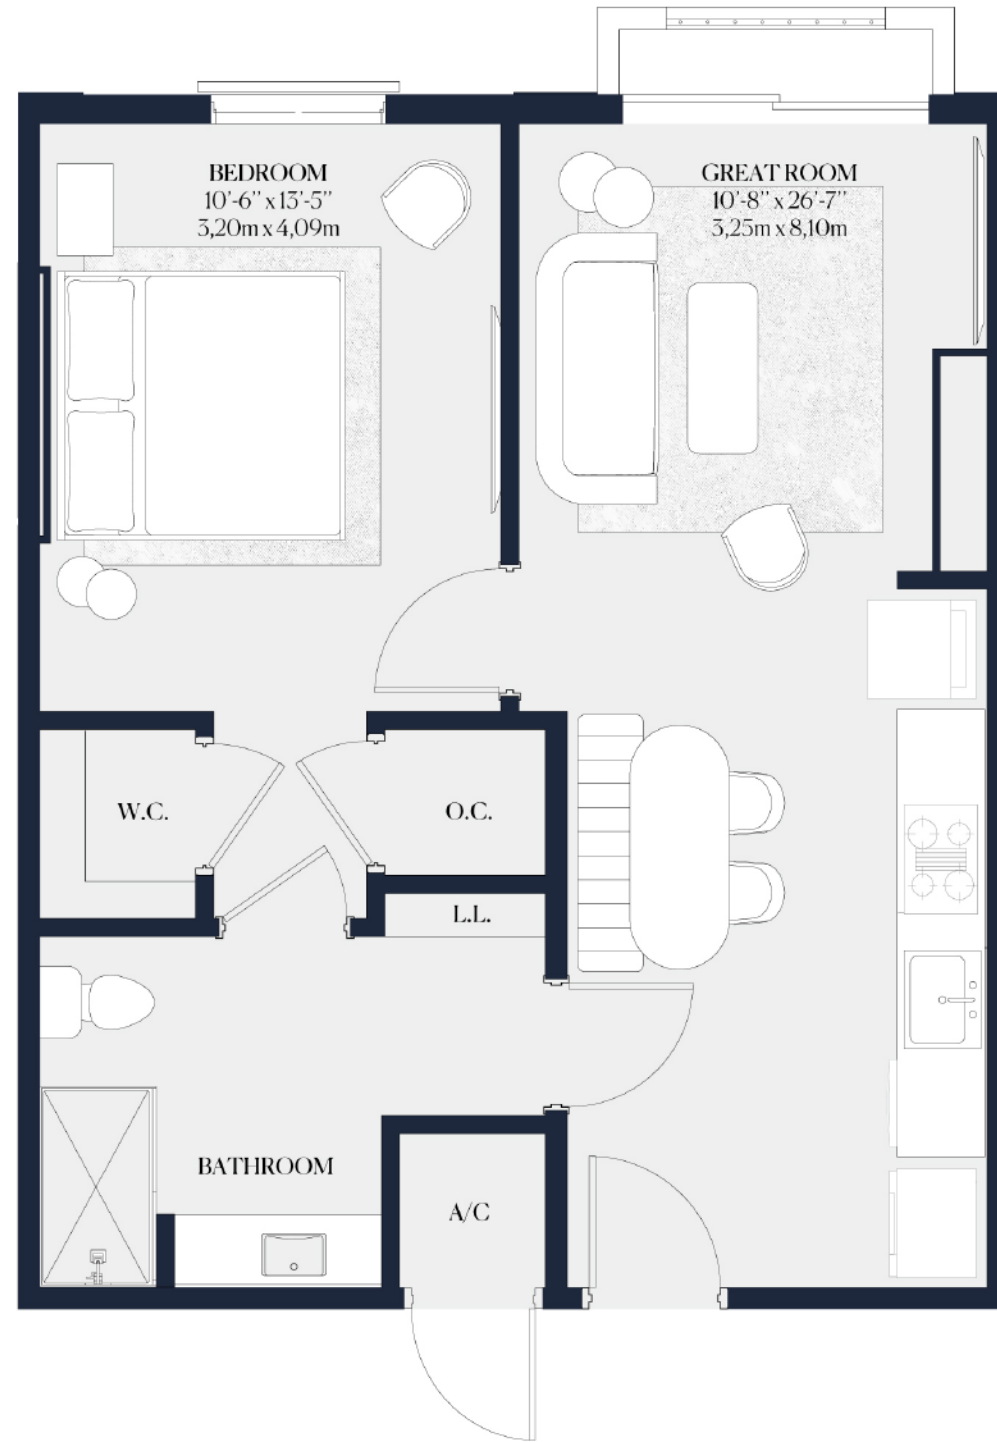 BEDROOM
10'-6'' x 13'-5''
3,20m x 4,09m
GREAT ROOM
10'-8'' x 26'-7''
3,25m x 8,10m
W.C.
O.C.
L.L.
BATHROOM
A/C